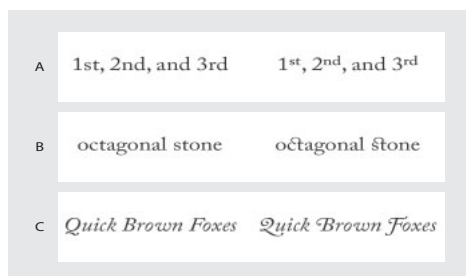 A 1st, 2nd, and 3rd 1st, 2nd, and 3rd
B octagonal stone octagonal stone
C Quick Brown Foxes Quick Brown Foxes